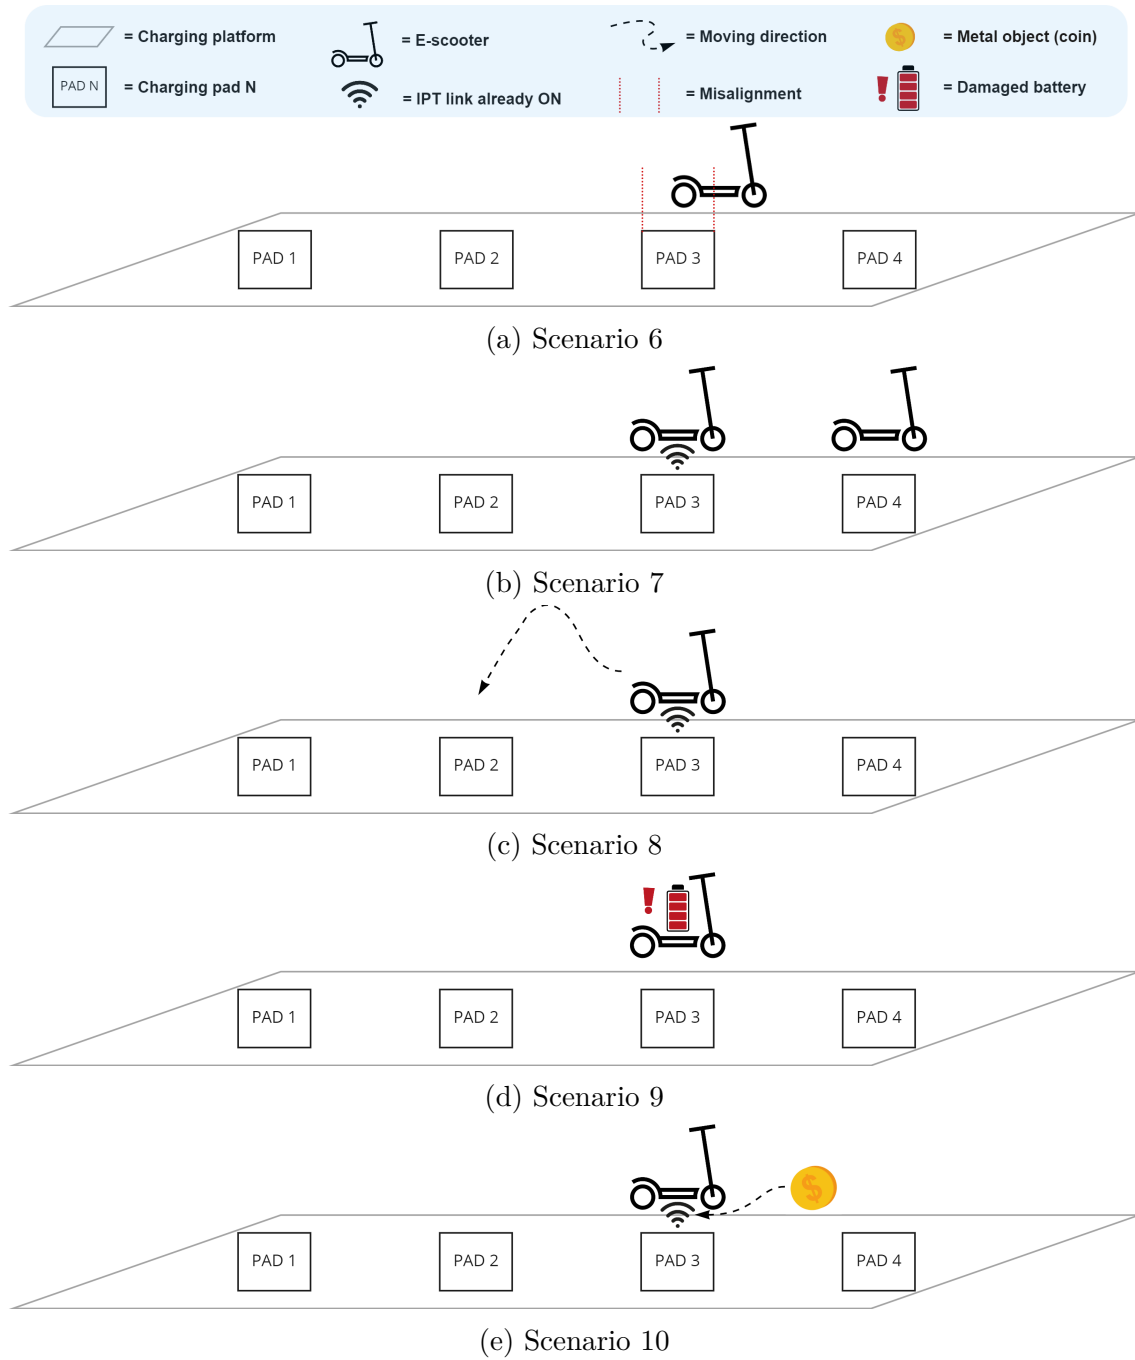 = Charging platform
= E-scooter
= Moving direction
= Metal object (coin)
PAD N
= Charging pad N
= IPT link already ON
= Misalignment
= Damaged battery
PAD 1
PAD 2
PAD 3
PAD 4
(a) Scenario 6
PAD 1
PAD 2
PAD 3
PAD 4
(b) Scenario 7
PAD 1
PAD 2
PAD 3
PAD 4
(c) Scenario 8
PAD 1
PAD 2
PAD 3
PAD 4
(d) Scenario 9
PAD 1
PAD 2
PAD 3
PAD 4
(e) Scenario 10